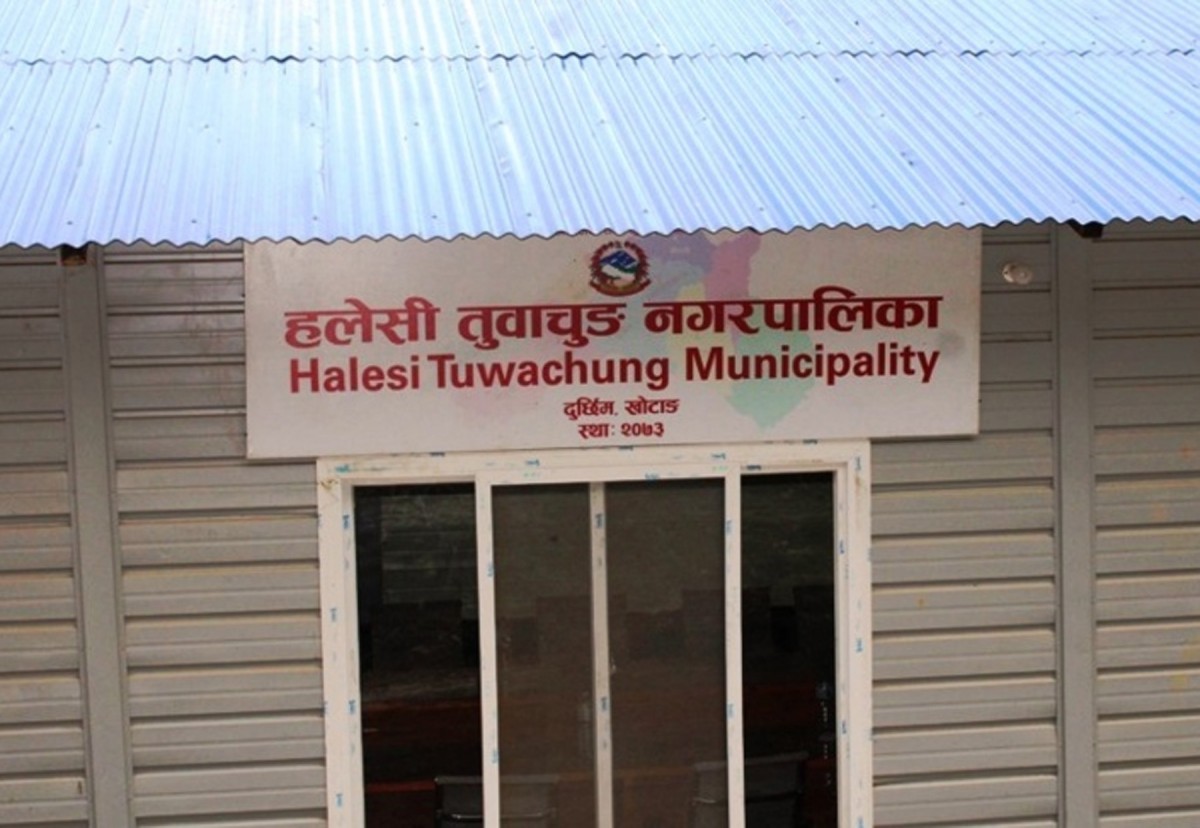 हलेसी तुवाचुङ नगरपालिका
Halesi Tuwachung Municipality
दुर्छिम, खोटाङ
स्था: २०७३